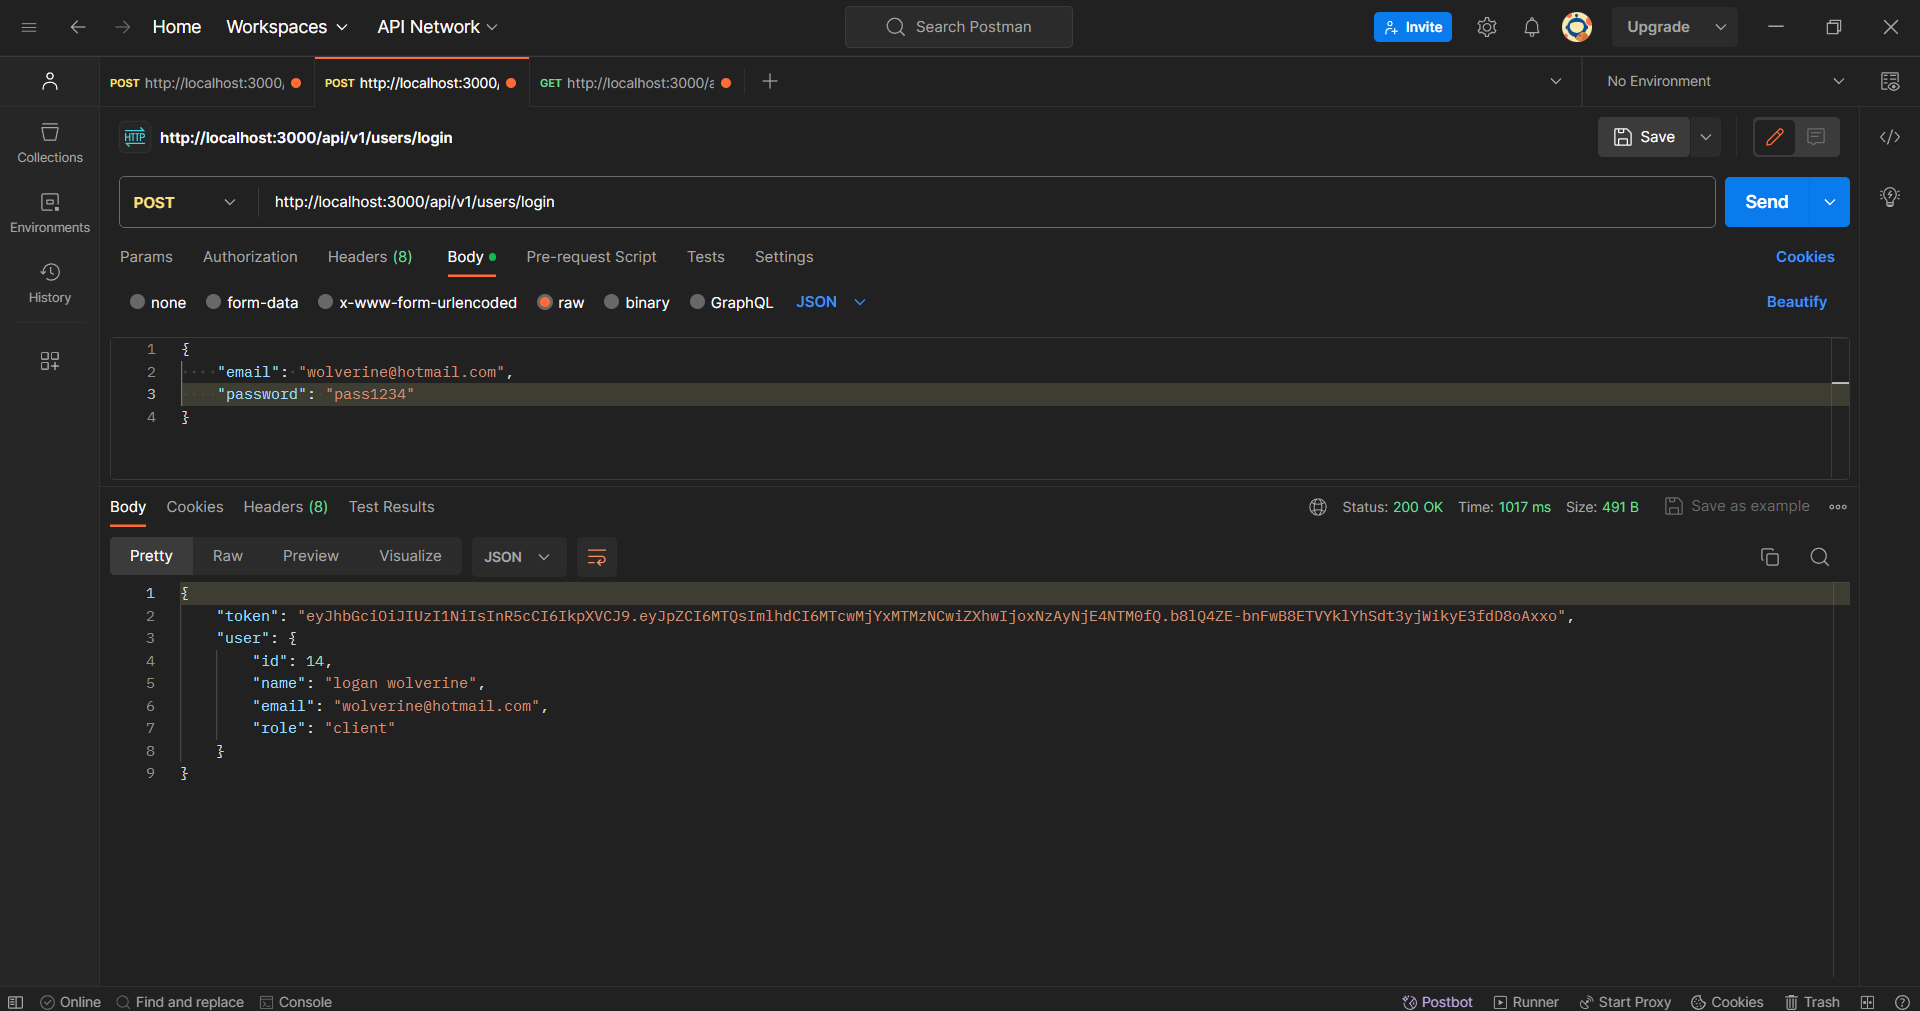 Home Workspaces API Network Search Postman Invite Upgrade
POST http://localhost:3000/ POST http://localhost:3000/ GET http://localhost:3000/a No Environment
HTTP http://localhost:3000/api/v1/users/login Save
Collections
Environments
History
POST http://localhost:3000/api/v1/users/login Send
Params Authorization Headers (8) Body Pre-request Script Tests Settings Cookies
none form-data x-www-form-urlencoded raw binary GraphQL JSON Beautify
1 {
2 "email": "wolverine@hotmail.com",
3 "password": "pass1234"
4 }
Body Cookies Headers (8) Test Results Status: 200 OK Time: 1017 ms Size: 491 B Save as example
Pretty Raw Preview Visualize JSON
1 {
2 "token": "eyJhbGciOiJIUzI1NiIsInR5cCI6IkpXVCJ9.eyJpZCI6MTQsImlhdCI6MTcwMjYxMTMzNCwiZXhwIjoxNzAyNjE4NTM0fQ.b8lQ4ZE-bnFwB8ETVYklYhSdt3yjWikyE3fdD8oAxxo",
3 "user": {
4 "id": 14,
5 "name": "logan wolverine",
6 "email": "wolverine@hotmail.com",
7 "role": "client"
8 }
9 }
Online Find and replace Console Postbot Runner Start Proxy Cookies Trash